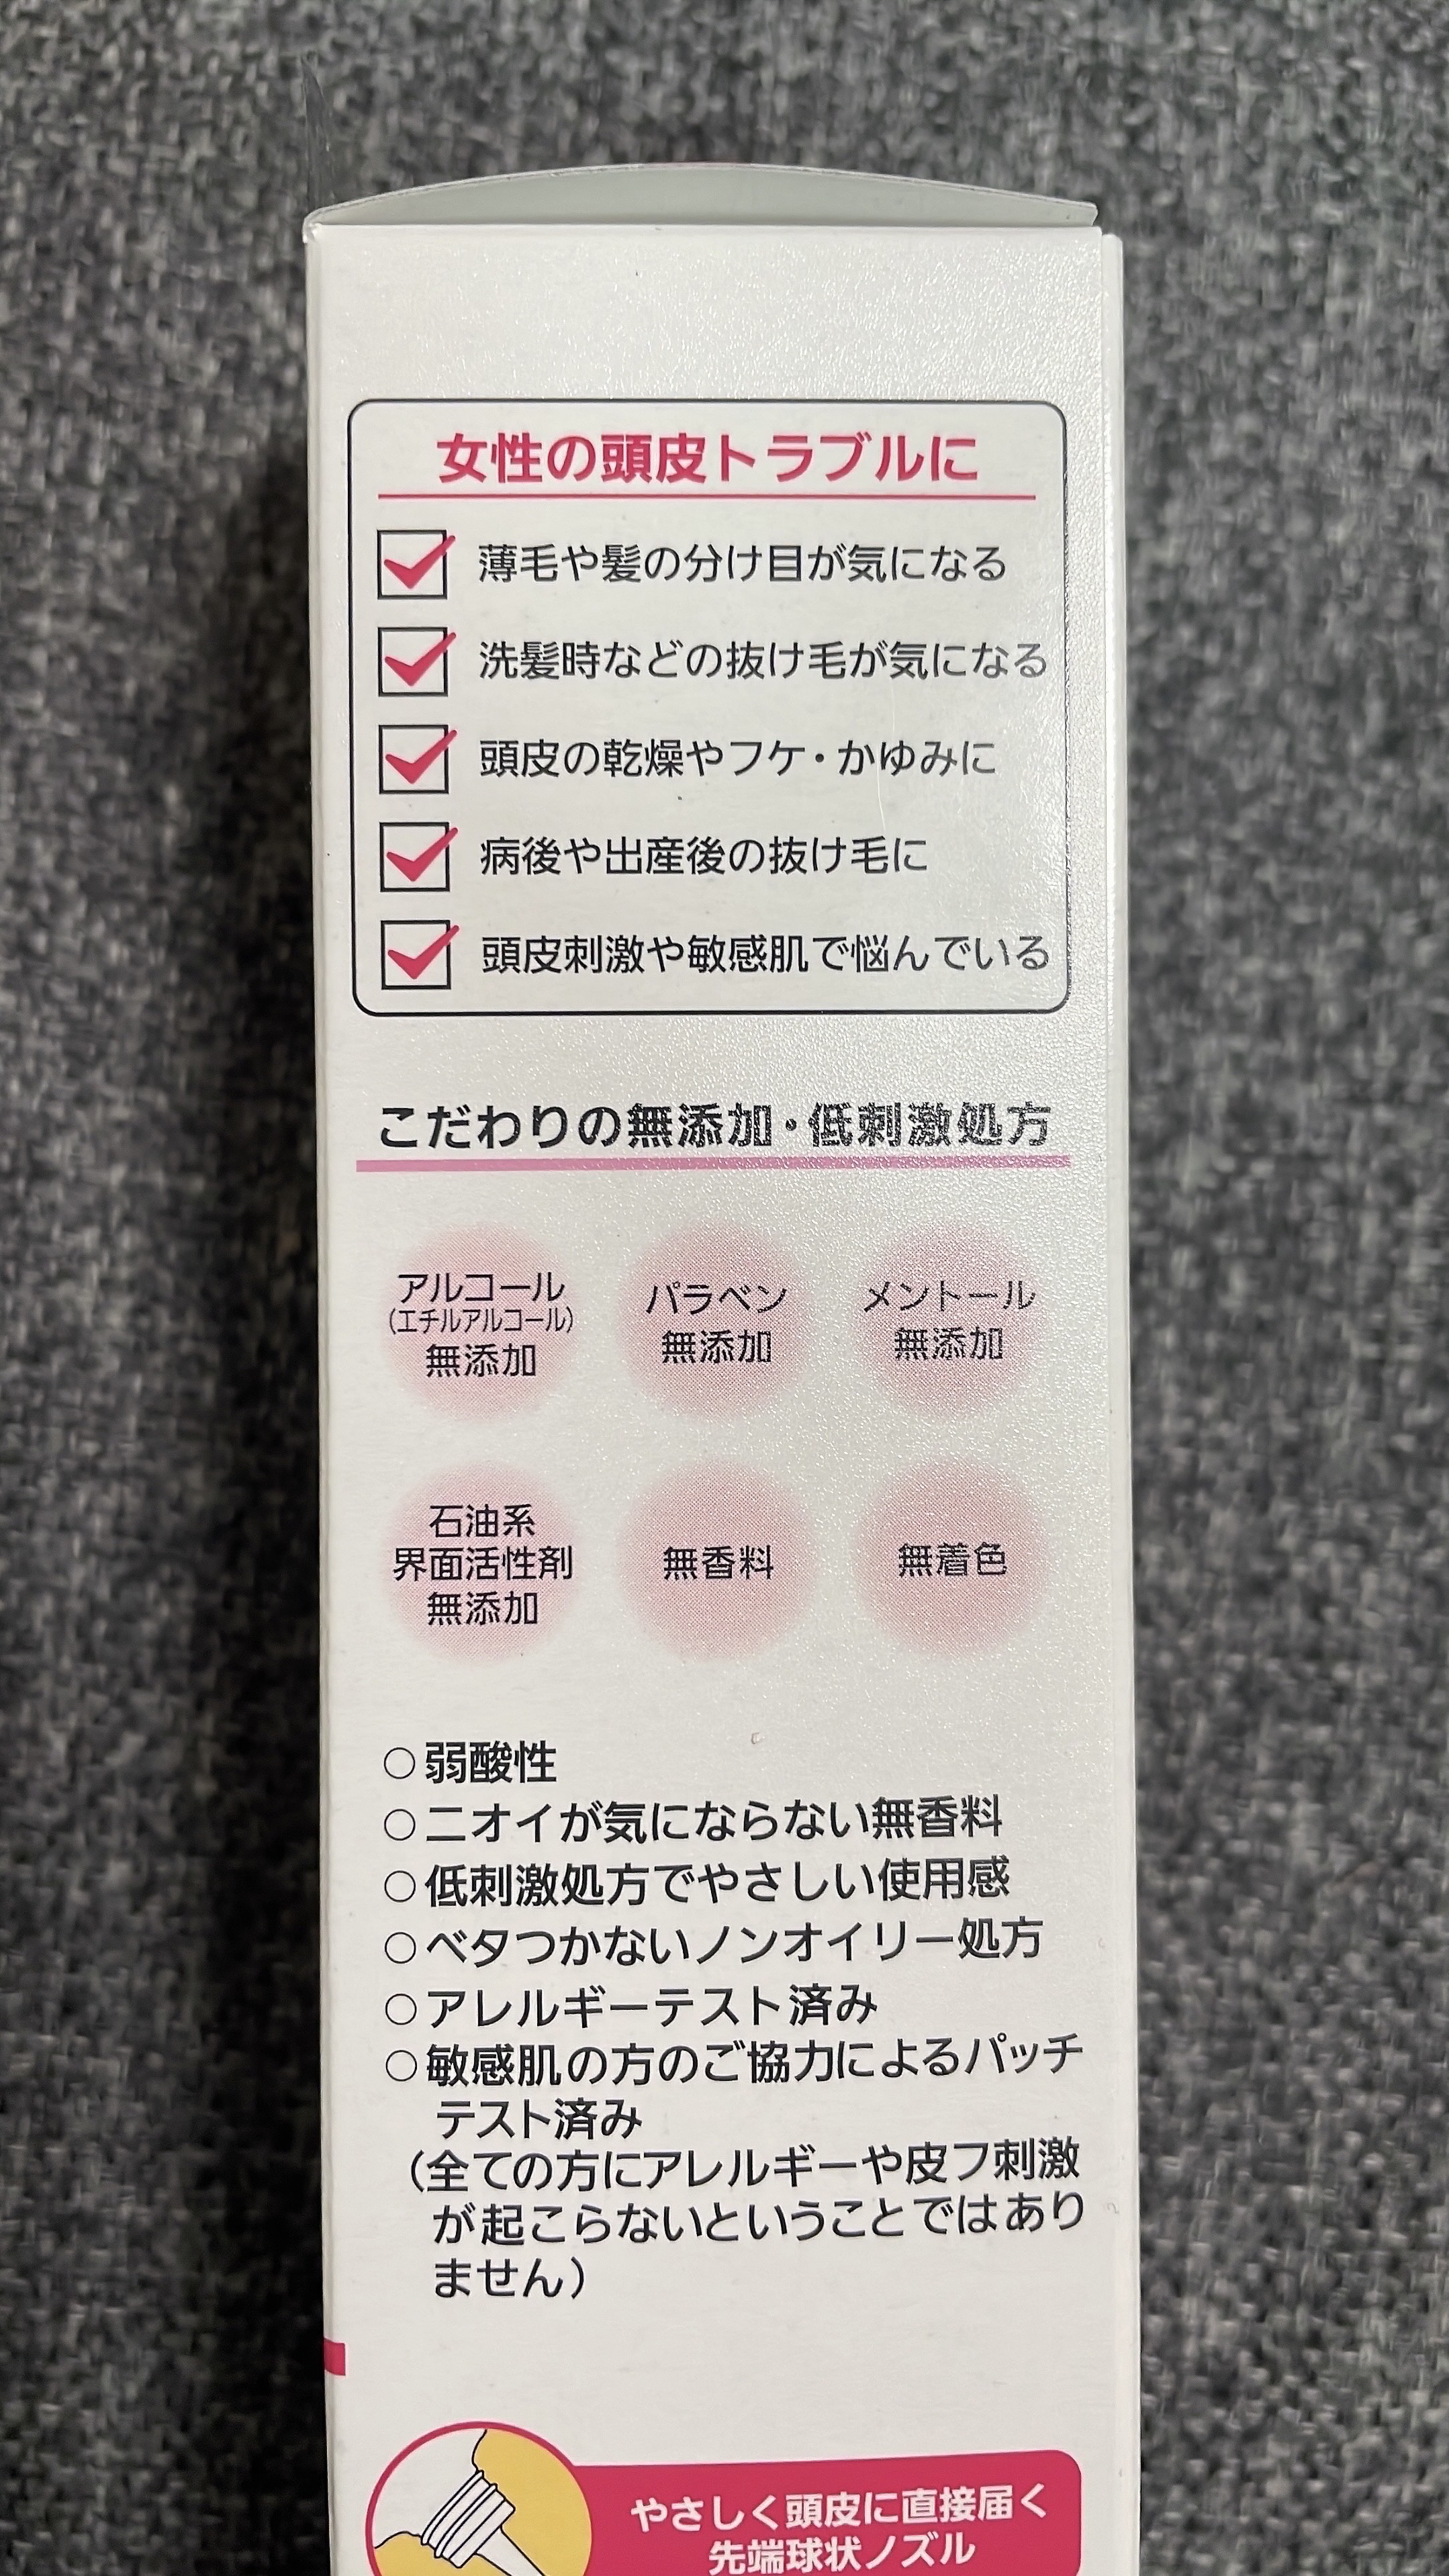 女性の頭皮トラブルに
薄毛や髪の分け目が気になる
洗髪時などの抜け毛が気になる
頭皮の乾燥やフケ・かゆみに
病後や出産後の抜け毛に
頭皮刺激や敏感肌で悩んでいる
こだわりの無添加・低刺激処方
アルコール
(エチルアルコール)
無添加
パラベン
無添加
メントール
無添加
石油系
界面活性剤
無添加
無香料
無着色
○弱酸性
○ニオイが気にならない無香料
○低刺激処方でやさしい使用感
○ベタつかないノンオイリー処方
○アレルギーテスト済み
○敏感肌の方のご協力によるパッチ
テスト済み
(全ての方にアレルギーや皮フ刺激
が起こらないということではあり
ません)
やさしく頭皮に直接届く
先端球状ノズル